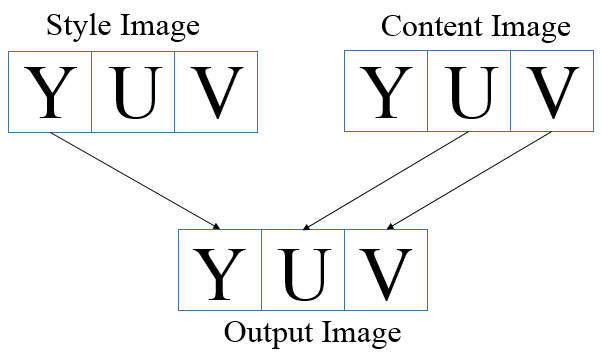 Style Image
Content Image
Y U V
Y U V
Y U V
Output Image